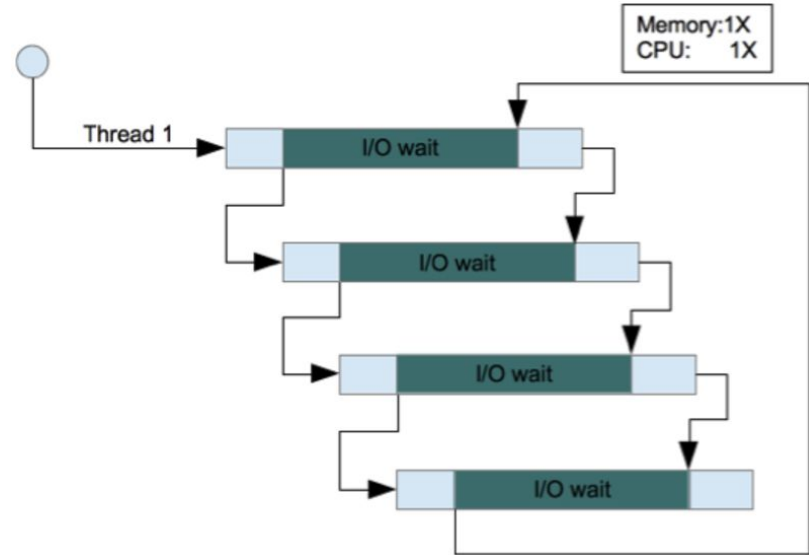 Memory:1X
CPU: 1X
Thread 1
I/O wait
I/O wait
I/O wait
I/O wait